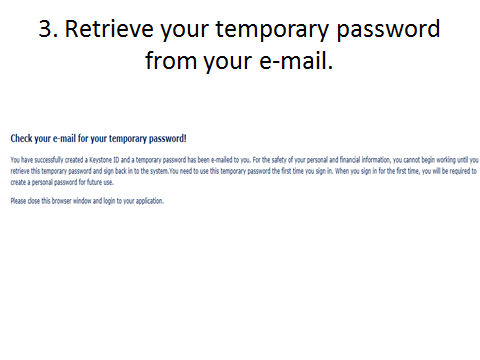 3. Retrieve your temporary password
from your e-mail.
Check your e-mail for your temporary password!
You have successfully created a Keystone ID and a temporary password has been e-mailed to you. For the safety of your personal and financial information, you cannot begin working until you
retrieve this temporary password and sign back in to the system.You need to use this temporary password the first time you sign in. When you sign in for the first time, you will be required to
create a personal password for future use.
Please close this browser window and login to your application.